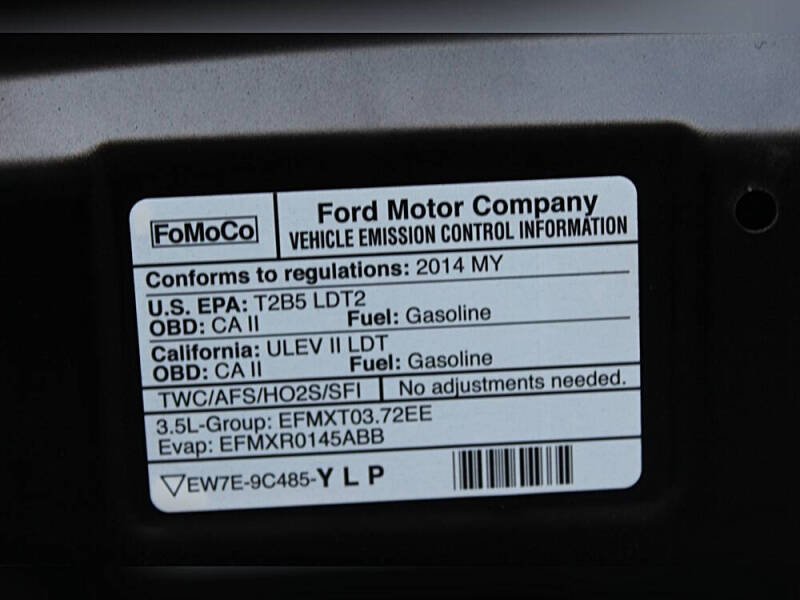 FoMoCo
Ford Motor Company
VEHICLE EMISSION CONTROL INFORMATION
Conforms to regulations: 2014 MY
U.S. EPA: T2B5 LDT2
OBD: CA II Fuel: Gasoline
California: ULEV II LDT
OBD: CA II Fuel: Gasoline
TWC/AFS/HO2S/SFI No adjustments needed.
3.5L-Group: EFMXT03.72EE
Evap: EFMXR0145ABB
EW7E-9C485-Y L P